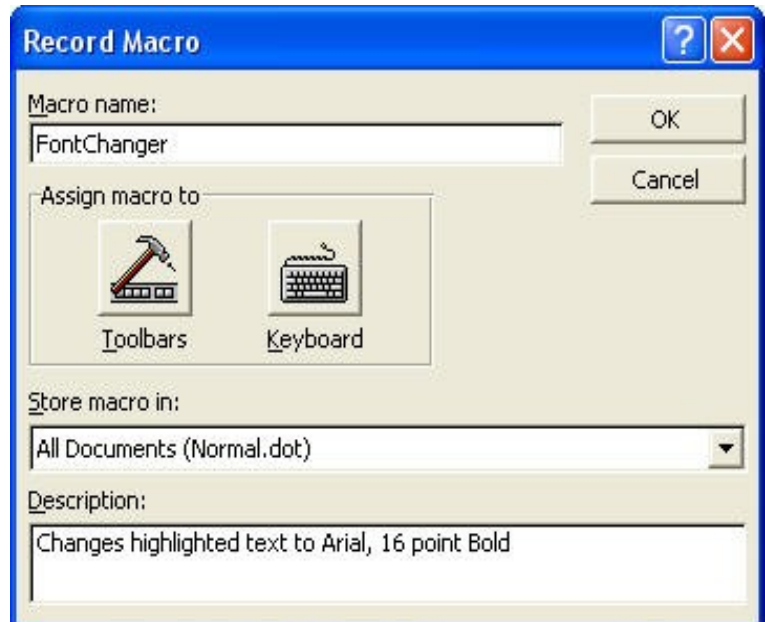 Record Macro
Macro name:
OK
FontChanger
Cancel
Assign macro to
Toolbars Keyboard
Store macro in:
All Documents (Normal.dot)
Description:
Changes highlighted text to Arial, 16 point Bold